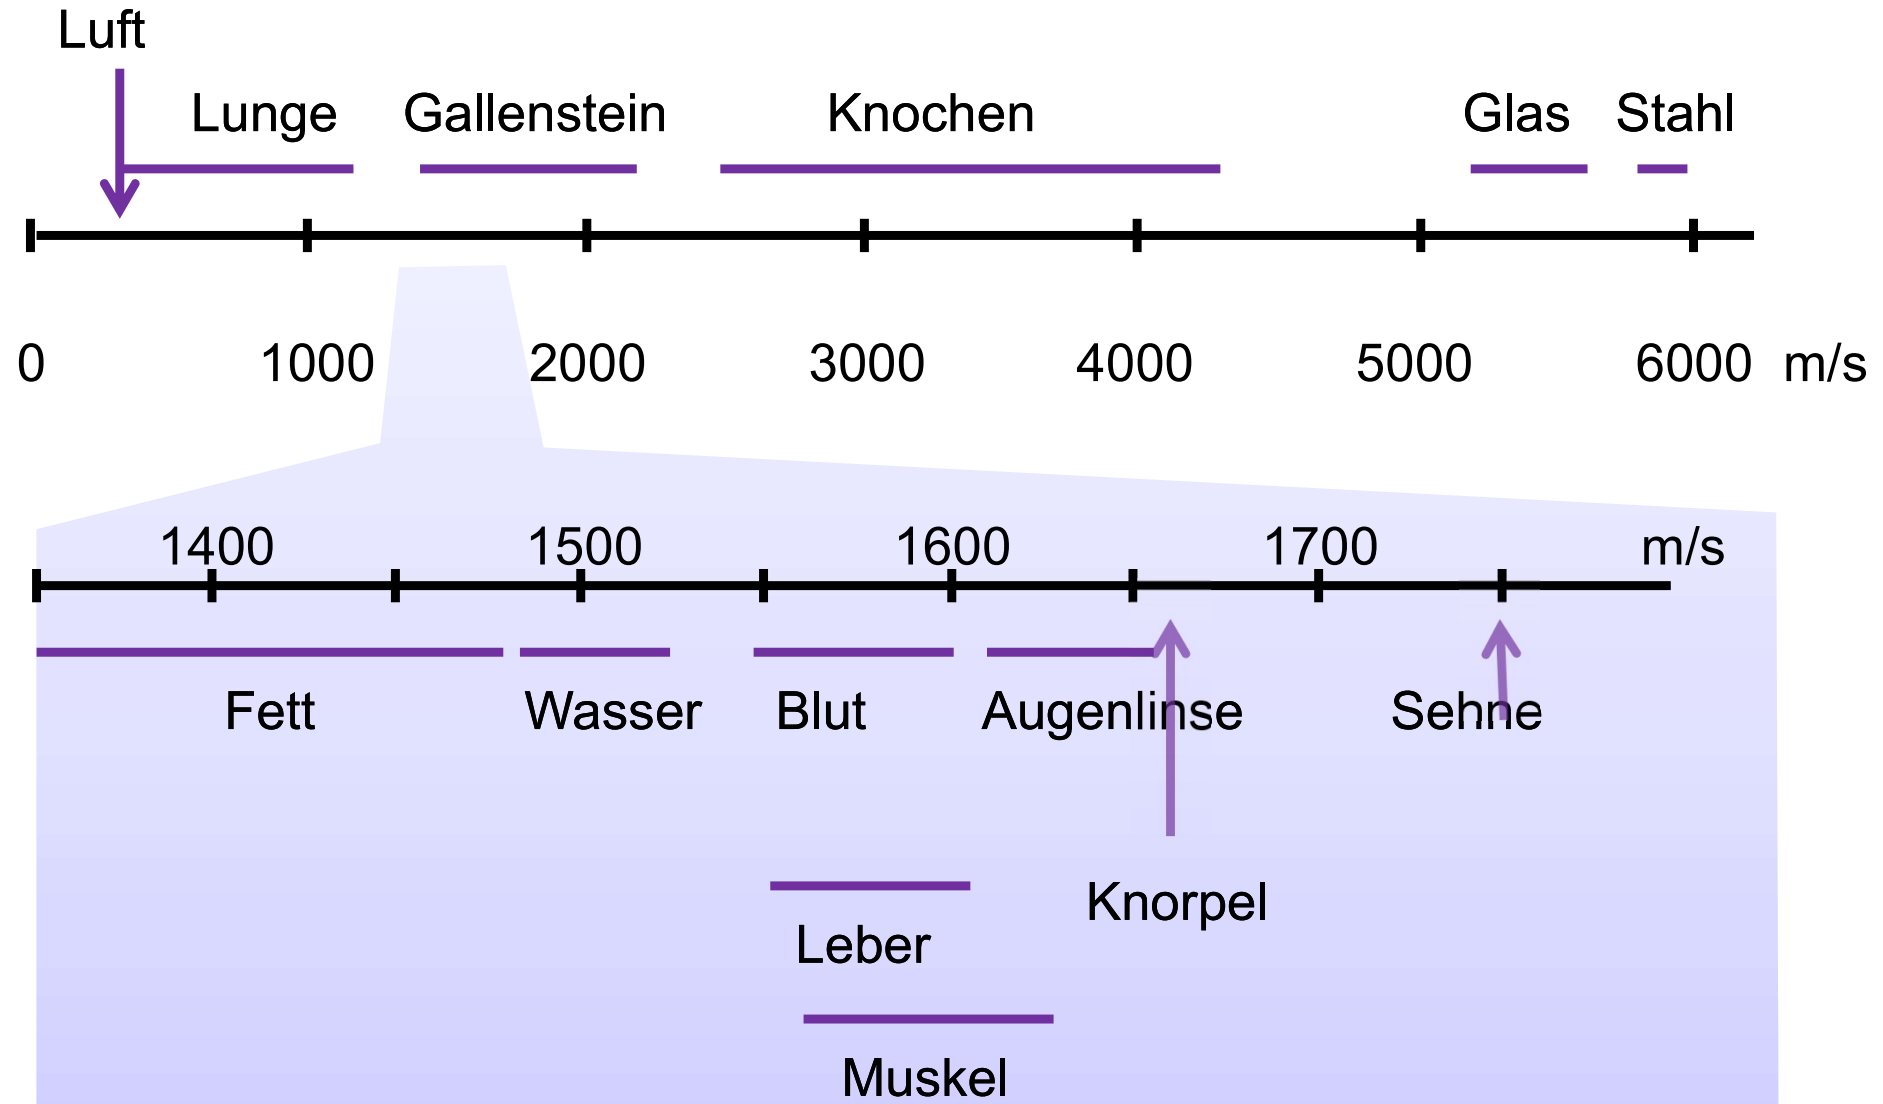 Luft
Lunge Gallenstein Knochen Glas Stahl
0 1000 2000 3000 4000 5000 6000 m/s
1400 1500 1600 1700 m/s
Fett Wasser Blut Augenlinse Sehne
Knorpel
Leber
Muskel